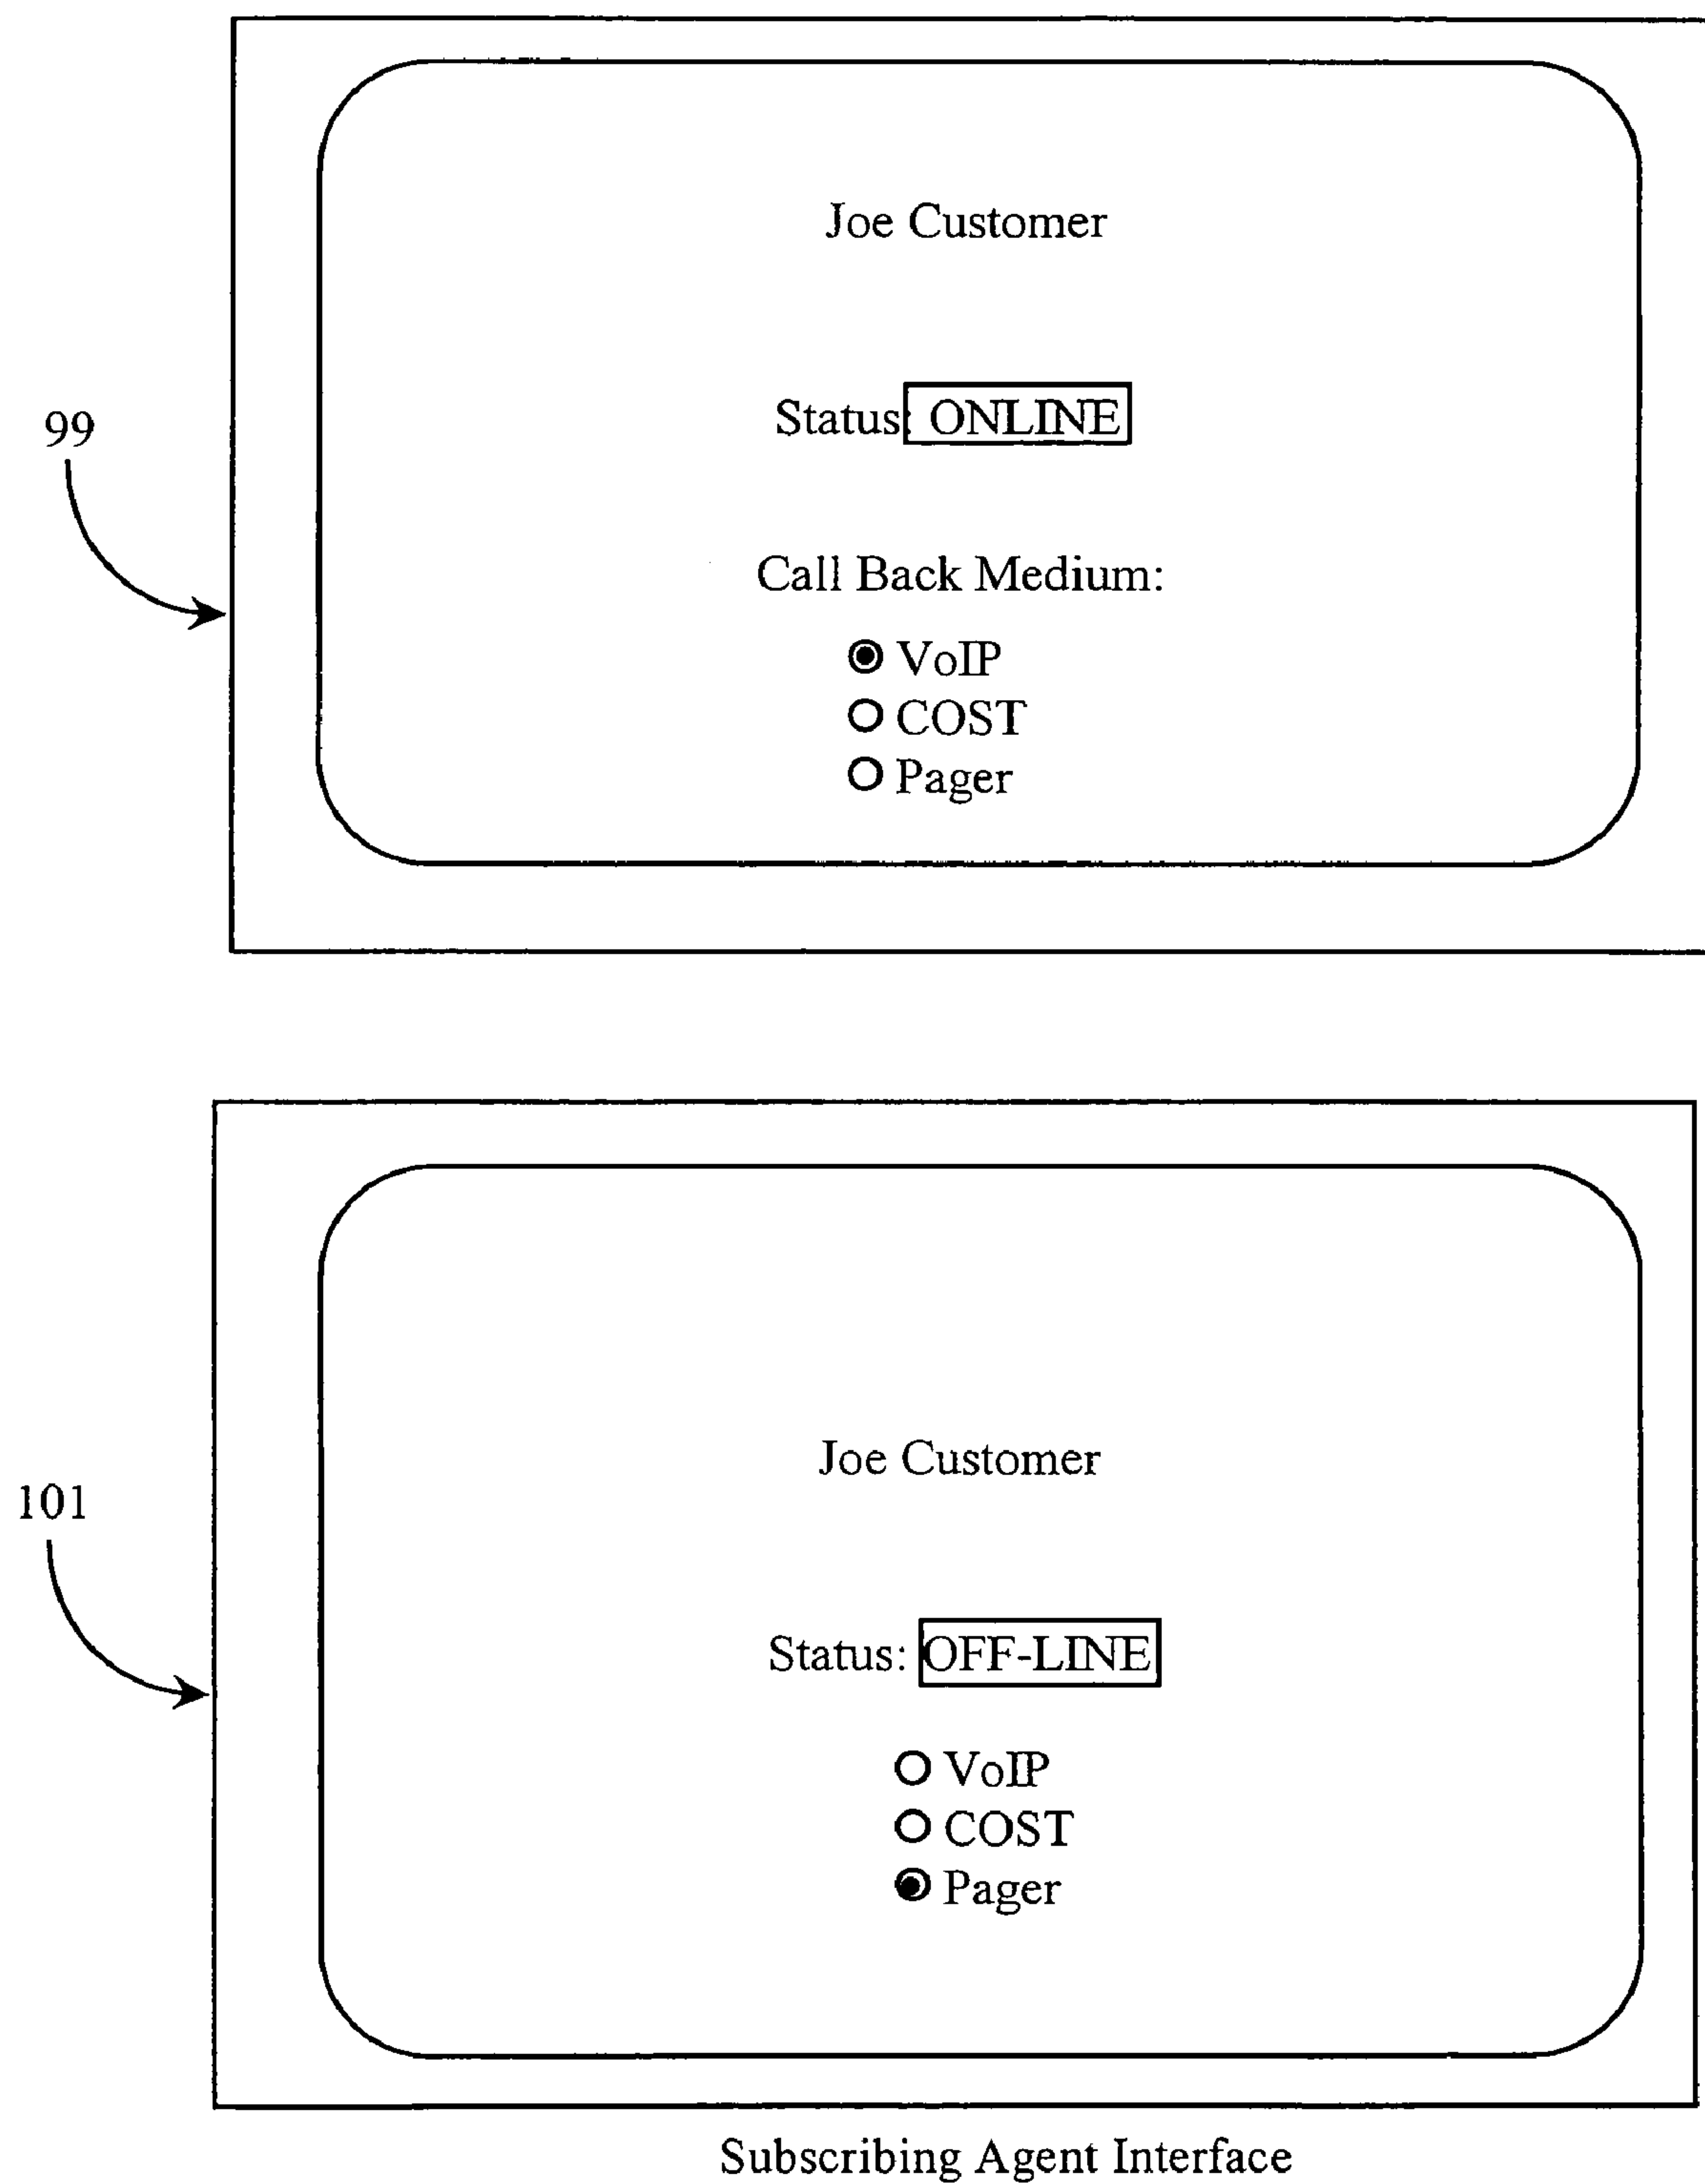 Joe Customer
99
Status: ONLINE
Call Back Medium:
VoIP
COST
Pager
Joe Customer
101
Status: OFF-LINE
VoIP
COST
Pager
Subscribing Agent Interface